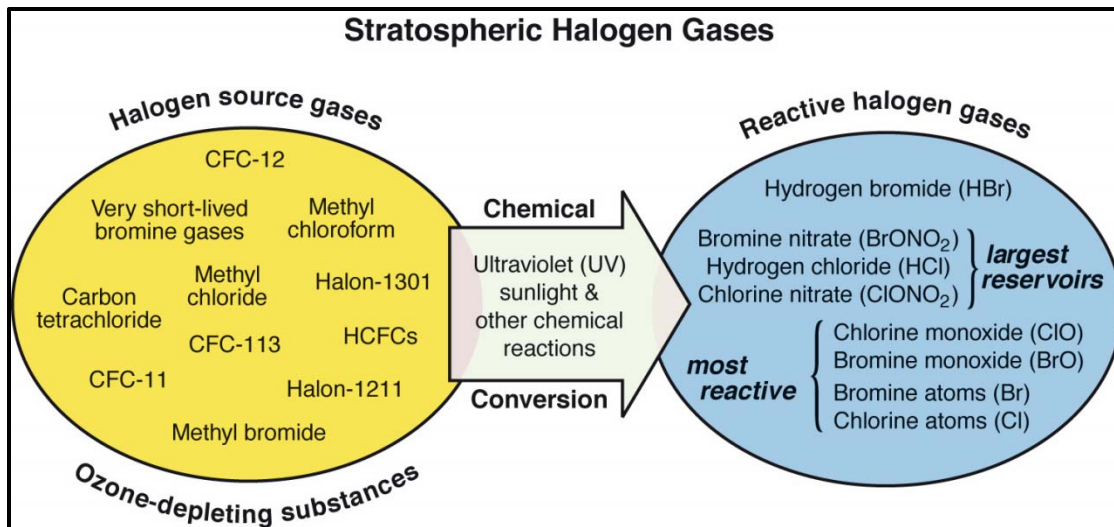 Stratospheric Halogen Gases
Halogen source gases
CFC-12
Very short-lived
bromine gases
Methyl
chloroform
Methyl
chloride
Halon-1301
Carbon
tetrachloride
CFC-113
HCFCs
CFC-11
Halon-1211
Methyl bromide
Ozone-depleting substances
Chemical
Ultraviolet (UV)
sunlight &
other chemical
reactions
Conversion
Reactive halogen gases
Hydrogen bromide (HBr)
Bromine nitrate (BrONO₂)
Hydrogen chloride (HCl)
Chlorine nitrate (ClONO₂)
largest
reservoirs
most
reactive
Chlorine monoxide (ClO)
Bromine monoxide (BrO)
Bromine atoms (Br)
Chlorine atoms (Cl)